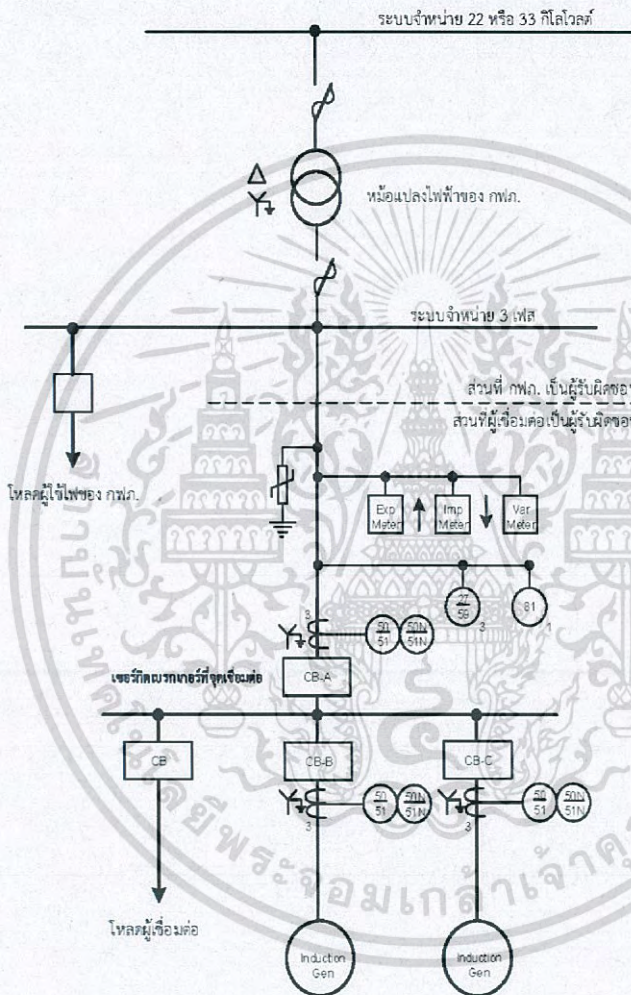 ระบบจำหน่าย 22 หรือ 33 กิโลโวลต์
หม้อแปลงไฟฟ้าของ กฟภ.
ระบบจำหน่าย 3 เฟส
ส่วนที่ กฟภ. เป็นผู้รับผิดชอบ
ส่วนที่ผู้เชื่อมต่อเป็นผู้รับผิดชอบ
โหลดผู้ใช้ไฟของ กฟภ.
Exp Meter
Imp Meter
Var Meter
27
59
3
81
1
3
50
51
50N
51N
เซอร์กิตเบรกเกอร์ที่จุดเชื่อมต่อ
CB-A
CB
CB-B
CB-C
3
50
51
50N
51N
3
50
51
50N
51N
โหลดผู้เชื่อมต่อ
Induction Gen
Induction Gen